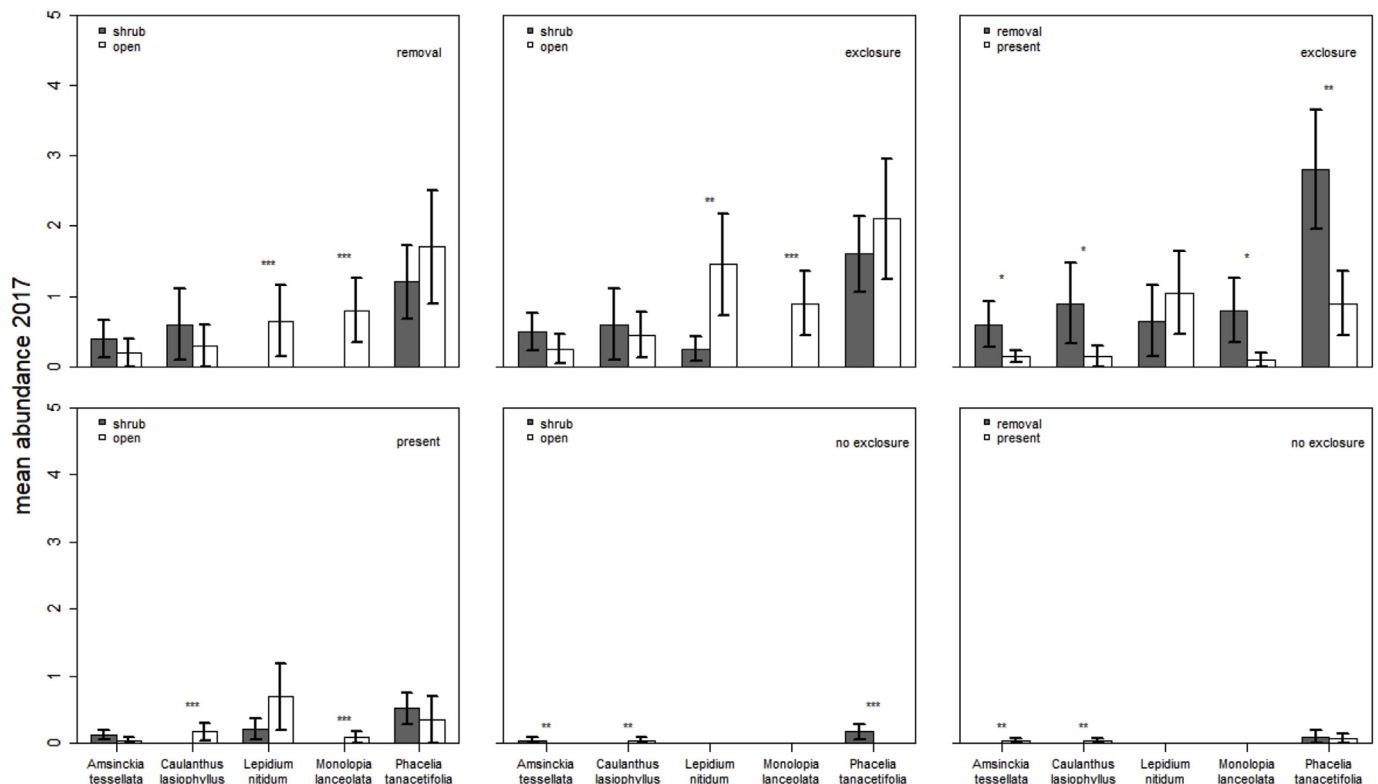 mean abundance 2017
5
4
3
2
1
0
shrub
open
removal
***
***
shrub
open
exclosure
**
***
removal
present
exclosure
*
*
*
**
5
4
3
2
1
0
shrub
open
present
***
***
Amsinckia
tessellata
Caulanthus
lasiophyllus
Lepidium
nitidum
Monolopia
lanceolata
Phacelia
tanacetifolia
shrub
open
no exclosure
**
**
***
Amsinckia
tessellata
Caulanthus
lasiophyllus
Lepidium
nitidum
Monolopia
lanceolata
Phacelia
tanacetifolia
removal
present
no exclosure
**
**
Amsinckia
tessellata
Caulanthus
lasiophyllus
Lepidium
nitidum
Monolopia
lanceolata
Phacelia
tanacetifolia